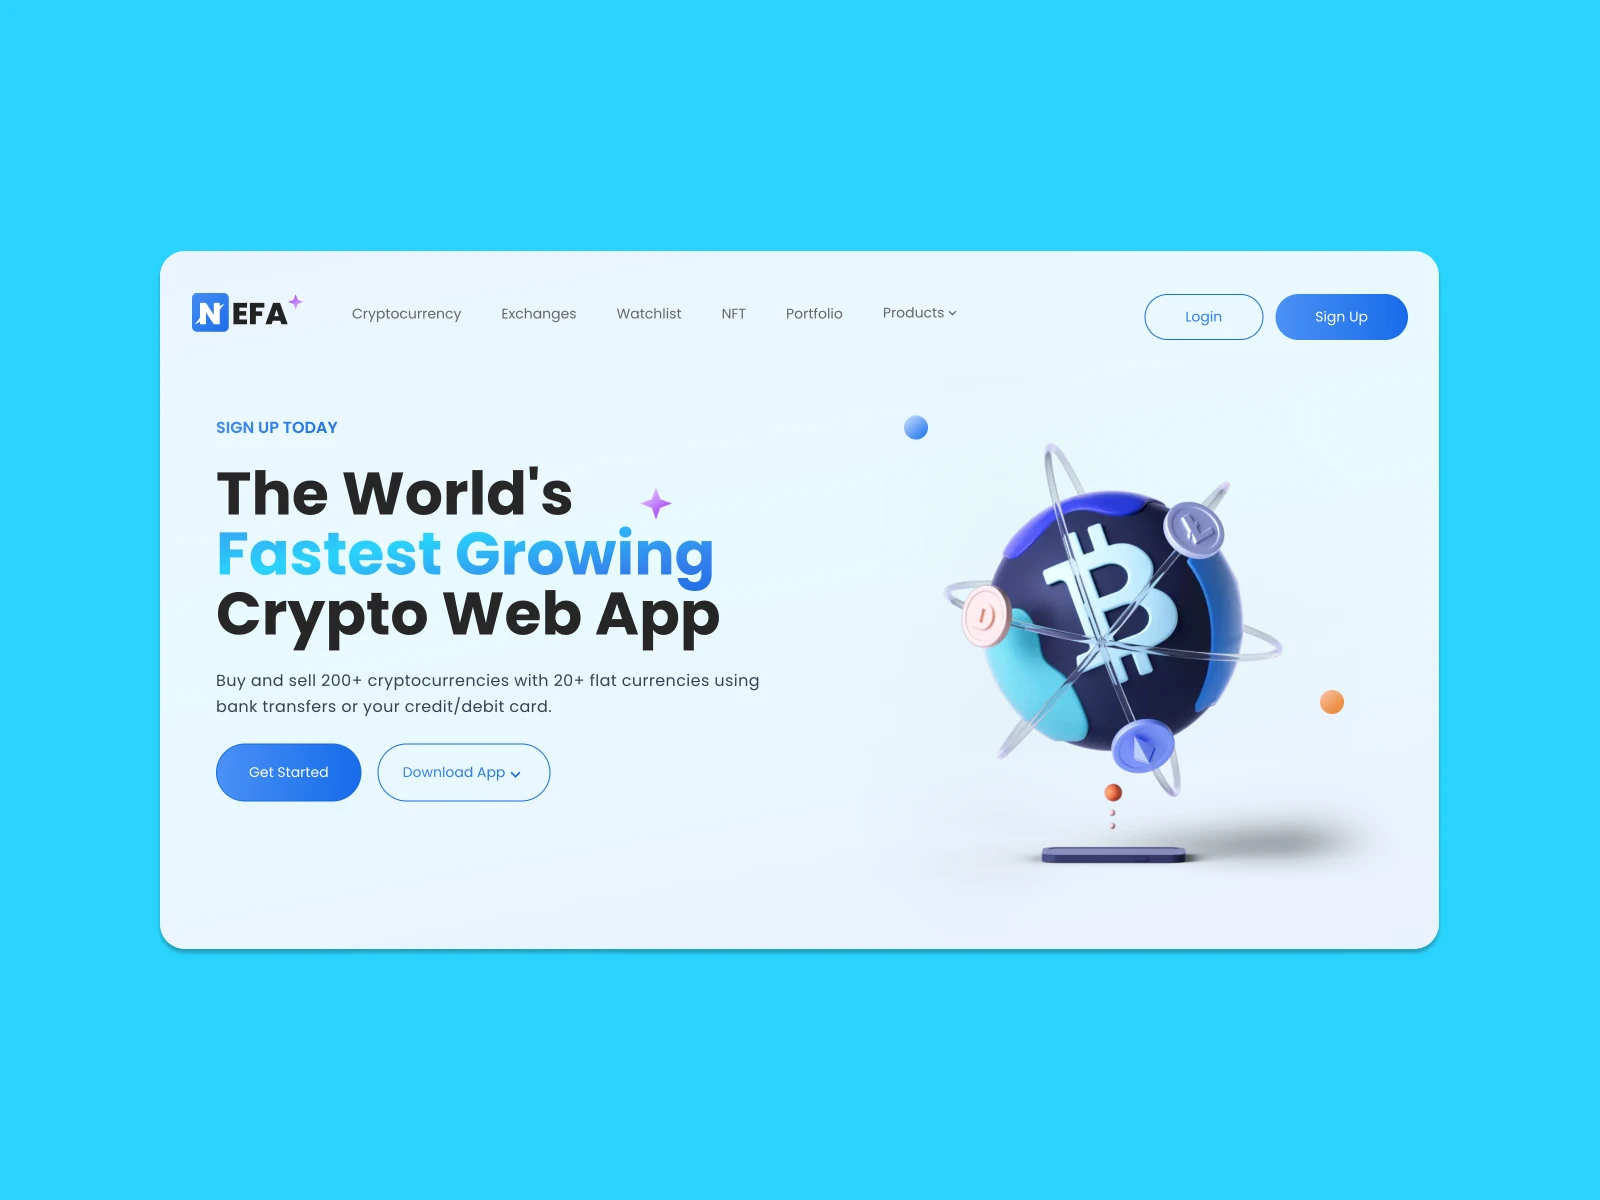 NEFA
Cryptocurrency Exchanges Watchlist NFT Portfolio Products
Login Sign Up
SIGN UP TODAY
The World's
Fastest Growing
Crypto Web App
Buy and sell 200+ cryptocurrencies with 20+ flat currencies using
bank transfers or your credit/debit card.
Get Started Download App